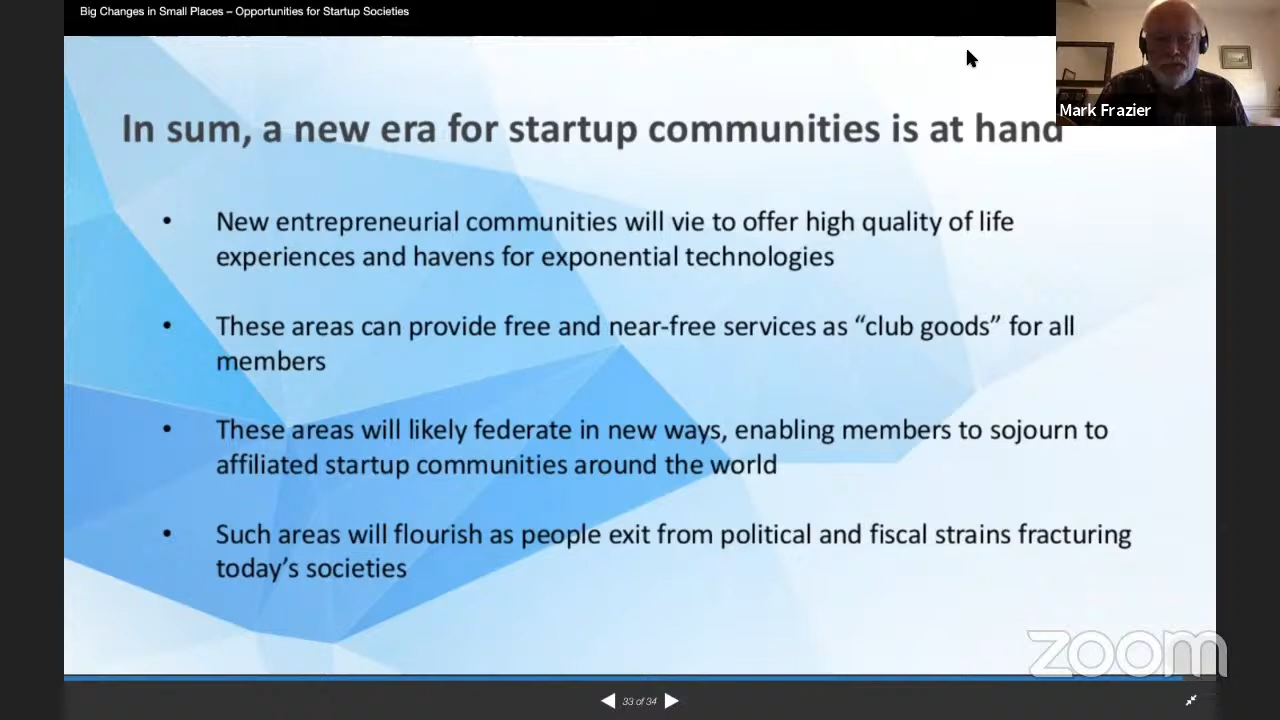 Big Changes in Small Places – Opportunities for Startup Societies
Mark Frazier
In sum, a new era for startup communities is at hand
• New entrepreneurial communities will vie to offer high quality of life
experiences and havens for exponential technologies
• These areas can provide free and near-free services as “club goods” for all
members
• These areas will likely federate in new ways, enabling members to sojourn to
affiliated startup communities around the world
• Such areas will flourish as people exit from political and fiscal strains fracturing
today’s societies
zoom
33 of 34